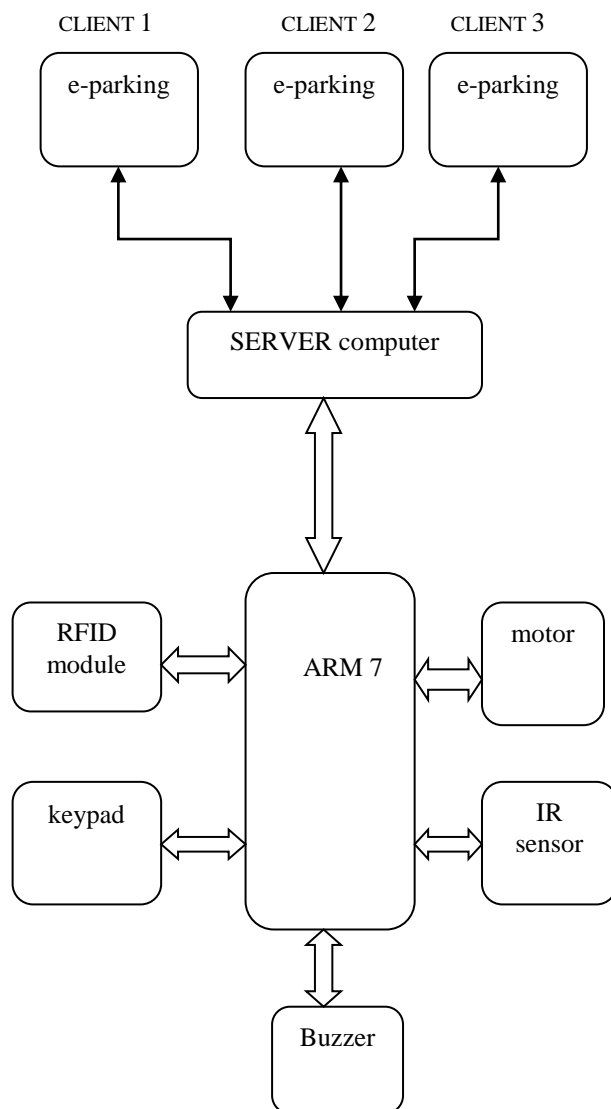 CLIENT 1
CLIENT 2
CLIENT 3
e-parking
e-parking
e-parking
SERVER computer
RFID
module
ARM 7
motor
keypad
IR
sensor
Buzzer